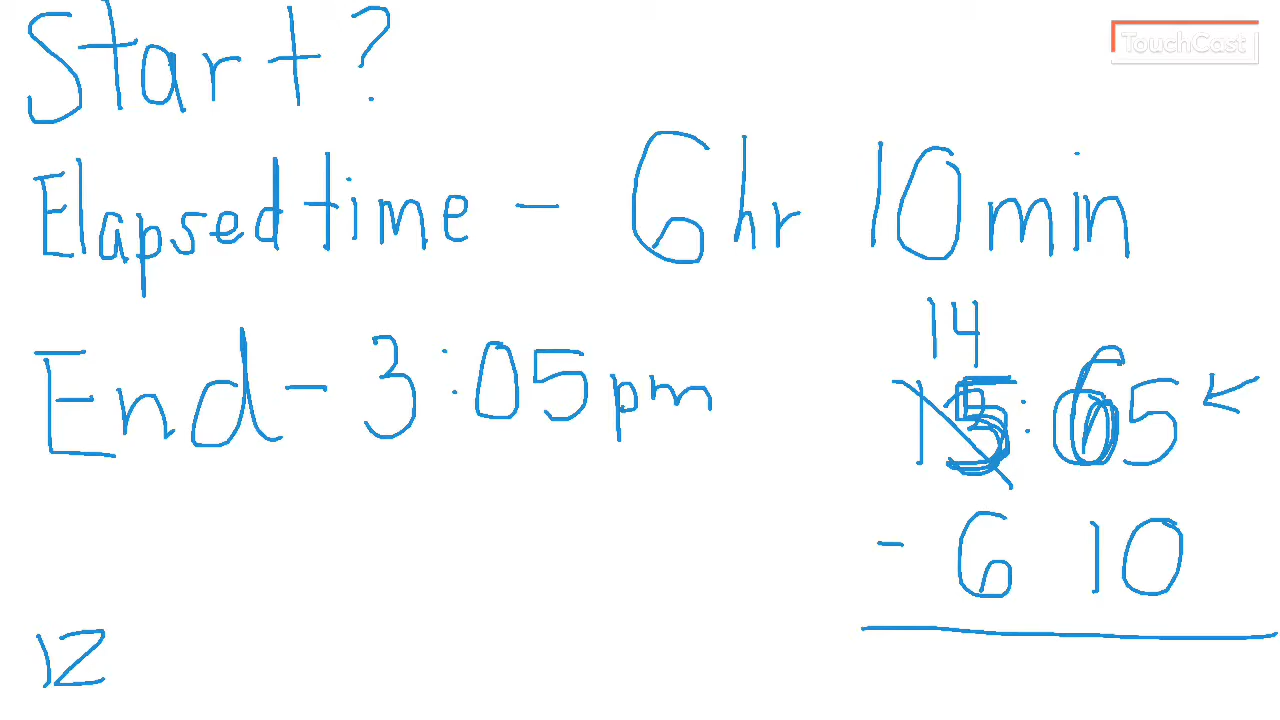 Start?
TouchCast
Elapsed time - 6hr 10min
End - 3:05pm
14
15:65
- 6 10
12